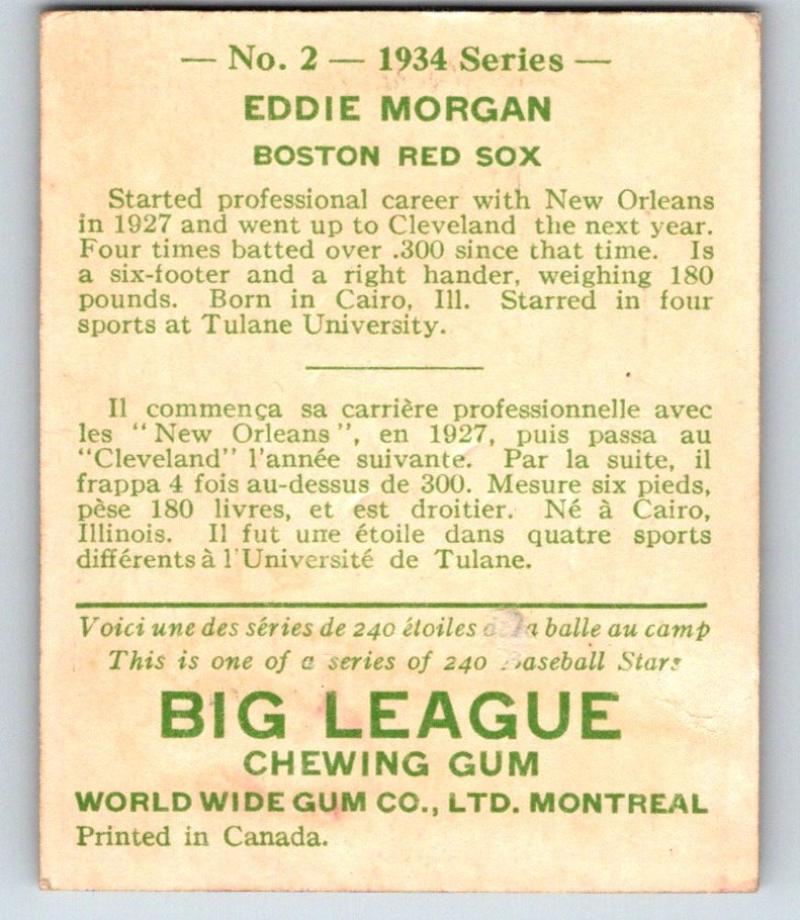 — No. 2 — 1934 Series —
EDDIE MORGAN
BOSTON RED SOX
Started professional career with New Orleans
in 1927 and went up to Cleveland the next year.
Four times batted over .300 since that time. Is
a six-footer and a right hander, weighing 180
pounds. Born in Cairo, Ill. Starred in four
sports at Tulane University.
Il commença sa carrière professionnelle avec
les "New Orleans", en 1927, puis passa au
"Cleveland" l'année suivante. Par la suite, il
frappa 4 fois au-dessus de 300. Mesure six pieds,
pèse 180 livres, et est droitier. Né à Cairo,
Illinois. Il fut une étoile dans quatre sports
différents à l'Université de Tulane.
Voici une des séries de 240 étoiles balle au camp
This is one of a series of 240 Baseball Stars
BIG LEAGUE
CHEWING GUM
WORLD WIDE GUM CO., LTD. MONTREAL
Printed in Canada.